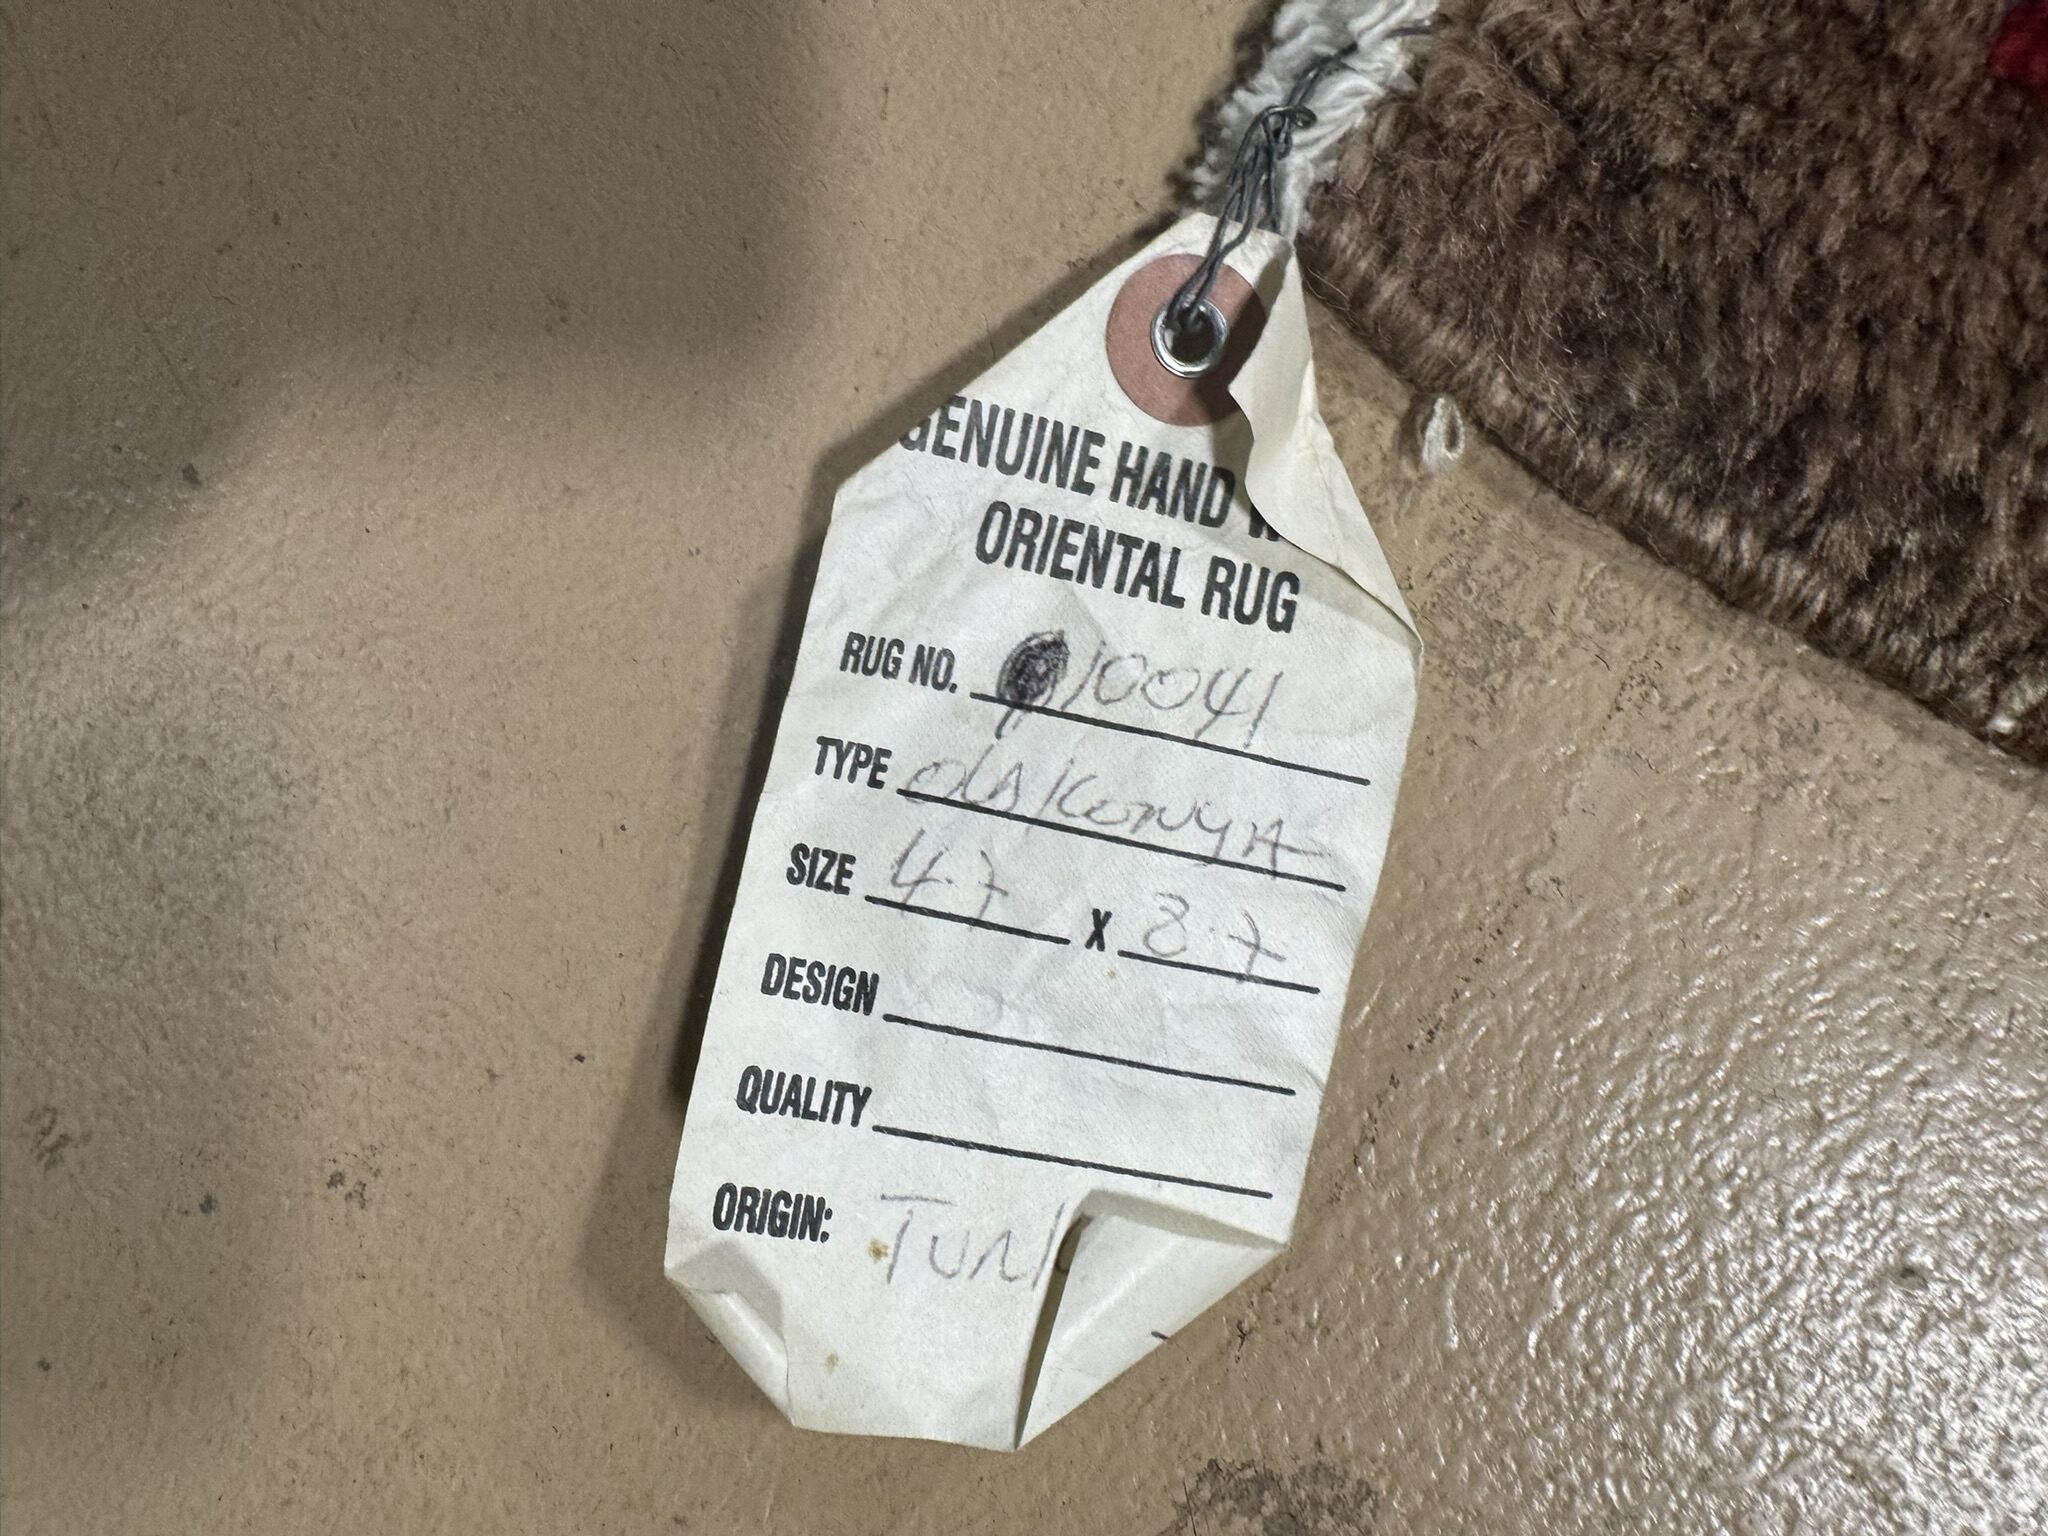 GENUINE HAND
ORIENTAL RUG
RUG NO. 10041
TYPE Old KONYA
SIZE 4.7 X 8.7
DESIGN
QUALITY
ORIGIN: